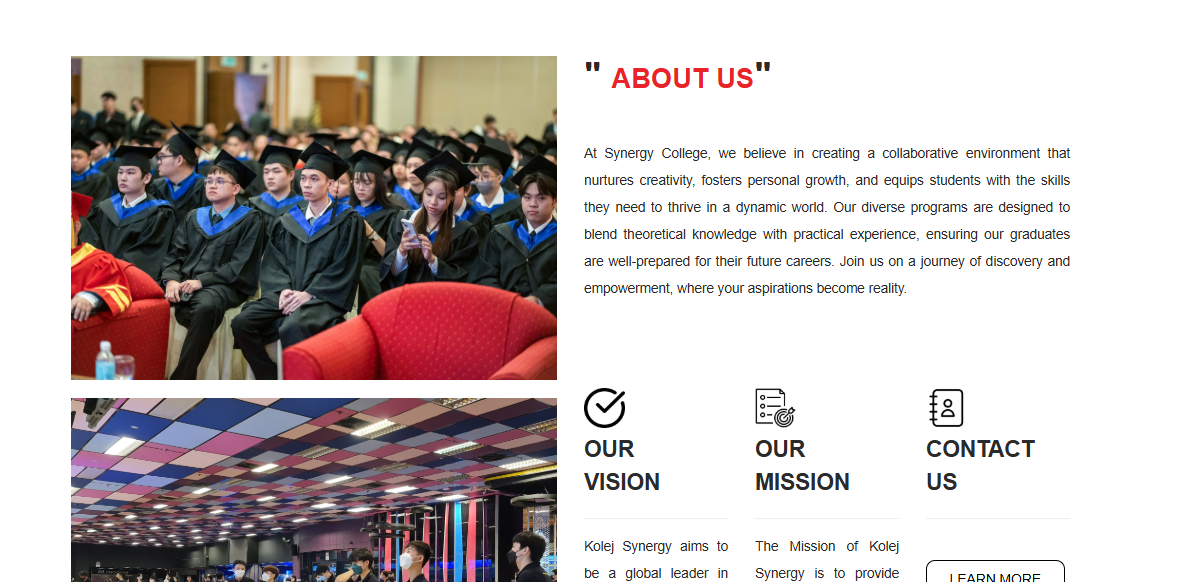 " ABOUT US"
At Synergy College, we believe in creating a collaborative environment that
nurtures creativity, fosters personal growth, and equips students with the skills
they need to thrive in a dynamic world. Our diverse programs are designed to
blend theoretical knowledge with practical experience, ensuring our graduates
are well-prepared for their future careers. Join us on a journey of discovery and
empowerment, where your aspirations become reality.
OUR
VISION
Kolej Synergy aims to
be a global leader in
OUR
MISSION
The Mission of Kolej
Synergy is to provide
CONTACT
US
LEARN MORE